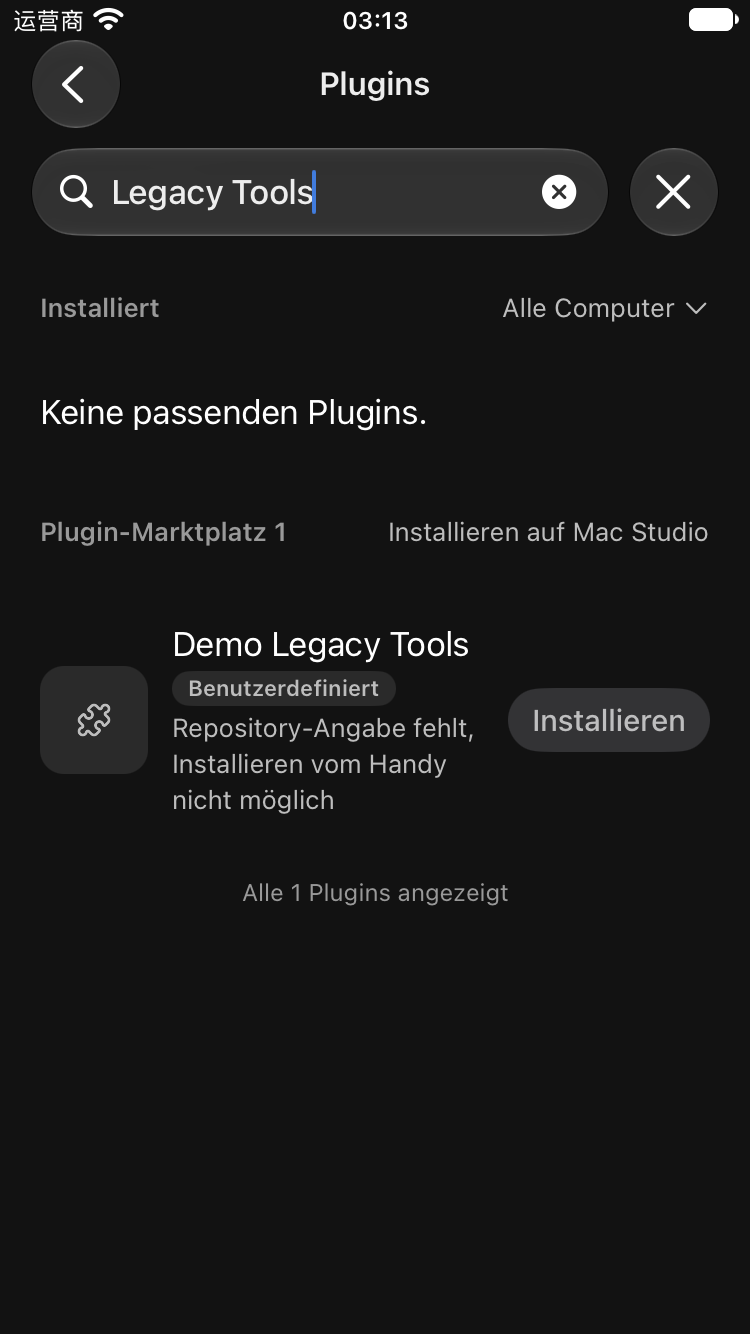 运营商
03:13
Plugins
Legacy Tools
Installiert
Alle Computer
Keine passenden Plugins.
Plugin-Marktplatz 1
Installieren auf Mac Studio
Demo Legacy Tools
Benutzerdefiniert
Repository-Angabe fehlt,
Installieren vom Handy
nicht möglich
Installieren
Alle 1 Plugins angezeigt